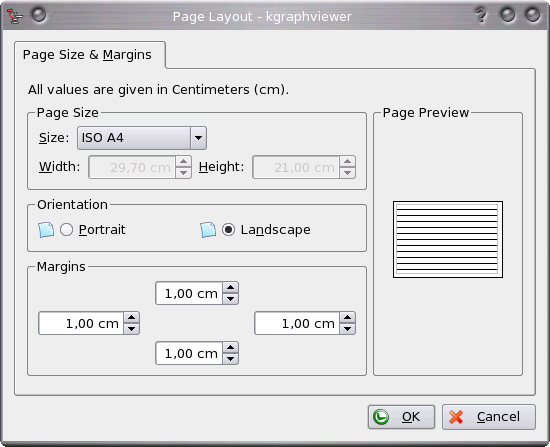 Page Layout - kgraphviewer
Page Size & Margins
All values are given in Centimeters (cm).
Page Size
Page Preview
Size: ISO A4
Width: 29,70 cm Height: 21,00 cm
Orientation
Portrait Landscape
Margins
1,00 cm
1,00 cm 1,00 cm
1,00 cm
OK Cancel